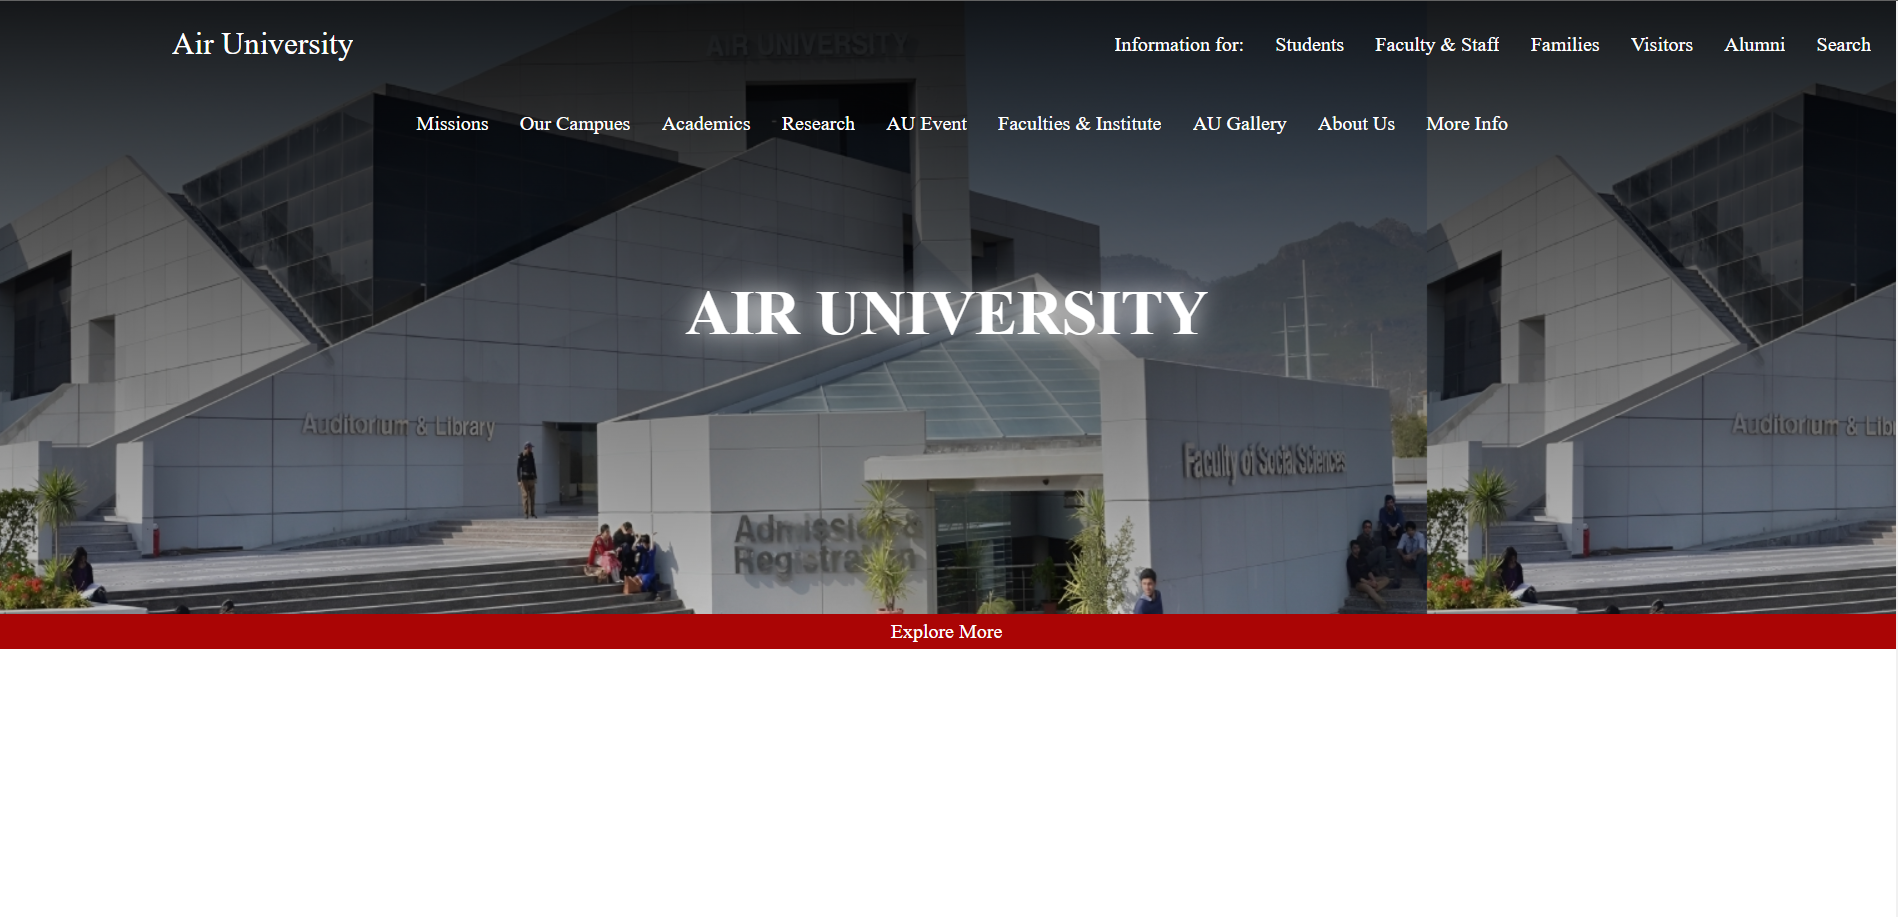 Air University
Information for: Students Faculty & Staff Families Visitors Alumni Search
AIR UNIVERSITY
Missions Our Campues Academics Research AU Event Faculties & Institute AU Gallery About Us More Info
AIR UNIVERSITY
Auditorium & Library
Auditorium & Lib
Faculty of Social Sciences
Admission &
Registration
Explore More